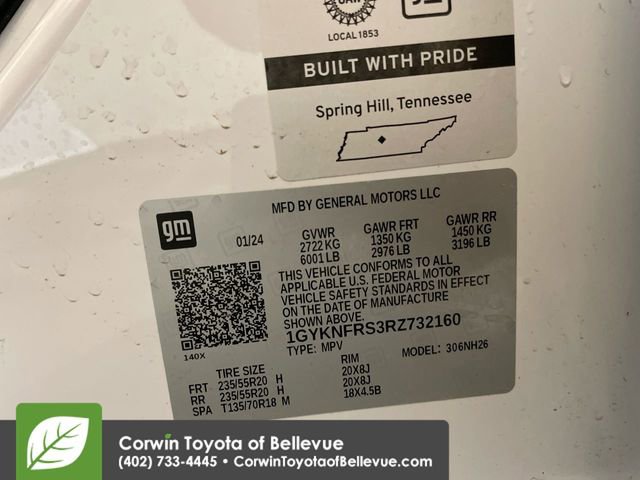 UAW
GM
LOCAL 1853
BUILT WITH PRIDE
Spring Hill, Tennessee
gm
MFD BY GENERAL MOTORS LLC
01/24
GVWR GAWR FRT GAWR RR
2722 KG 1350 KG 1450 KG
6001 LB 2976 LB 3196 LB
THIS VEHICLE CONFORMS TO ALL
APPLICABLE U.S. FEDERAL MOTOR
VEHICLE SAFETY STANDARDS IN EFFECT
ON THE DATE OF MANUFACTURE
SHOWN ABOVE.
1GYKNFRS3RZ732160
TYPE: MPV MODEL: 306NH26
140X
TIRE SIZE RIM
FRT 235/55R20 H 20X8J
RR 235/55R20 H 20X8J
SPA T135/70R18 M 18X4.5B
Corwin Toyota of Bellevue
(402) 733-4445 • CorwinToyotaofBellevue.com